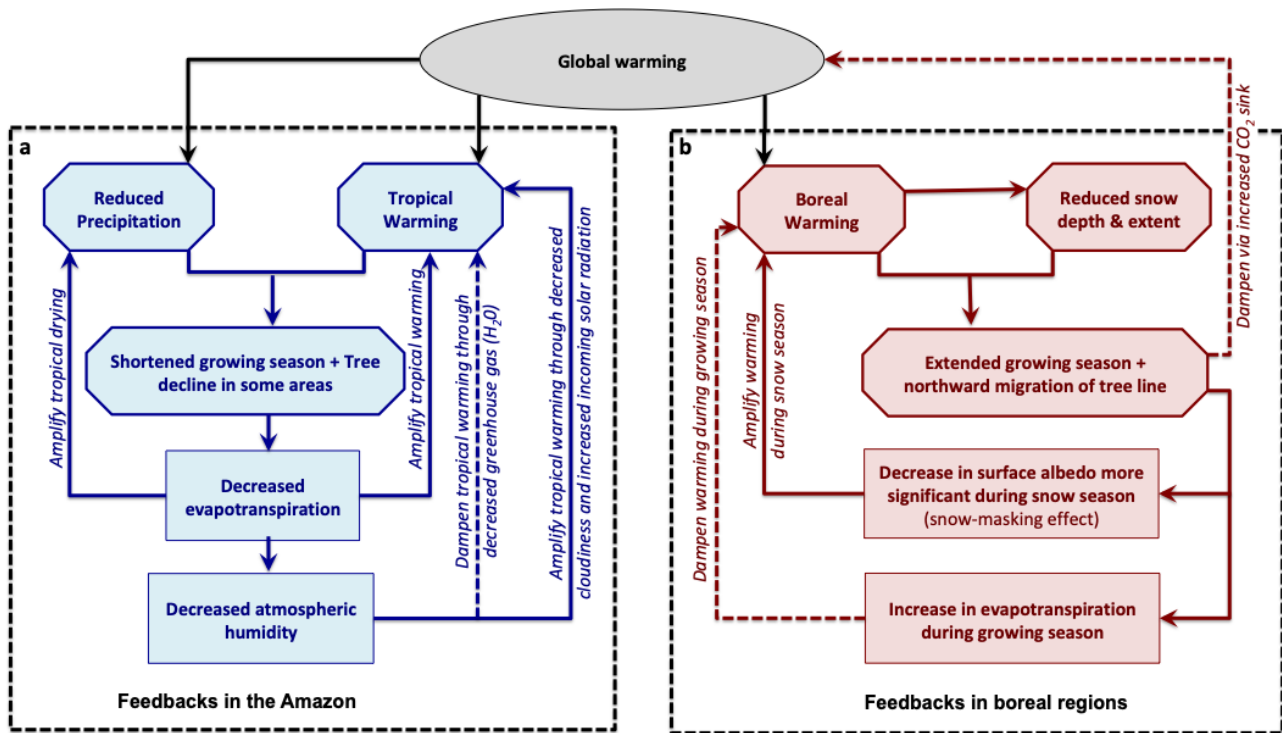 Global warming
a
Reduced
Precipitation
Tropical
Warming
Shortened growing season + Tree
decline in some areas
Decreased
evapotranspiration
Decreased atmospheric
humidity
Amplify tropical drying
Amplify tropical warming
Dampen tropical warming through
decreased greenhouse gas (H₂0)
Amplify tropical warming through decreased
cloudiness and increased incoming solar radiation
Feedbacks in the Amazon
b
Boreal
Warming
Reduced snow
depth & extent
Extended growing season +
northward migration of tree line
Decrease in surface albedo more
significant during snow season
(snow-masking effect)
Increase in evapotranspiration
during growing season
Dampen warming during growing season
Amplify warming
during snow season
Dampen via increased CO₂ sink
Feedbacks in boreal regions